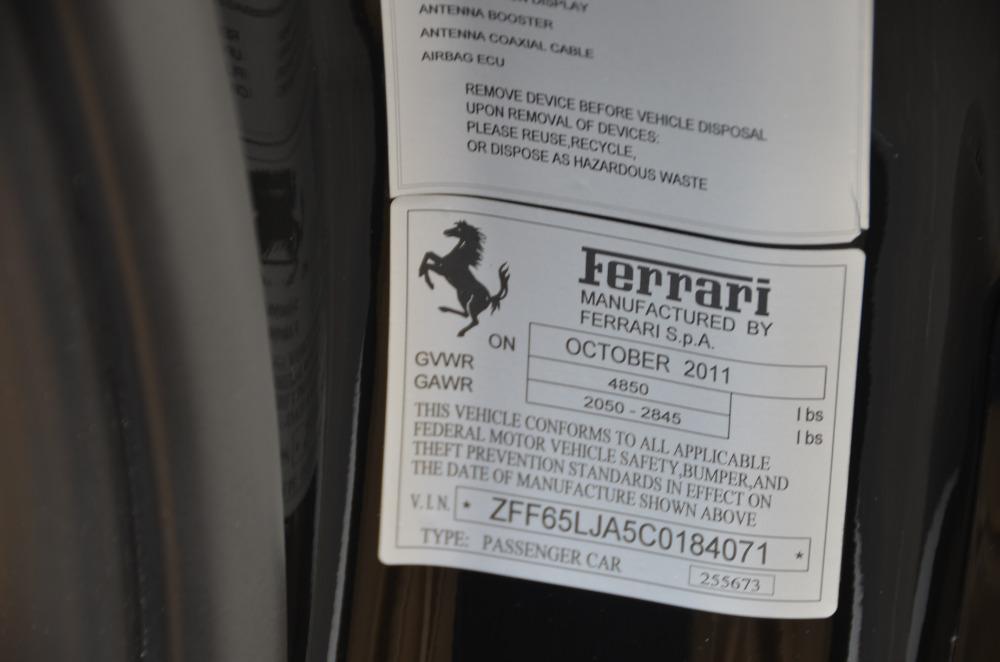 DISPLAY
ANTENNA BOOSTER
ANTENNA COAXIAL CABLE
AIRBAG ECU
REMOVE DEVICE BEFORE VEHICLE DISPOSAL
UPON REMOVAL OF DEVICES:
PLEASE REUSE,RECYCLE,
OR DISPOSE AS HAZARDOUS WASTE
Ferrari
MANUFACTURED BY
FERRARI S.p.A.
ON OCTOBER 2011
GVWR 4850 lbs
GAWR 2050 - 2845 lbs
THIS VEHICLE CONFORMS TO ALL APPLICABLE
FEDERAL MOTOR VEHICLE SAFETY,BUMPER,AND
THEFT PREVENTION STANDARDS IN EFFECT ON
THE DATE OF MANUFACTURE SHOWN ABOVE
V.I.N. * ZFF65LJA5C0184071 *
TYPE: PASSENGER CAR 255673